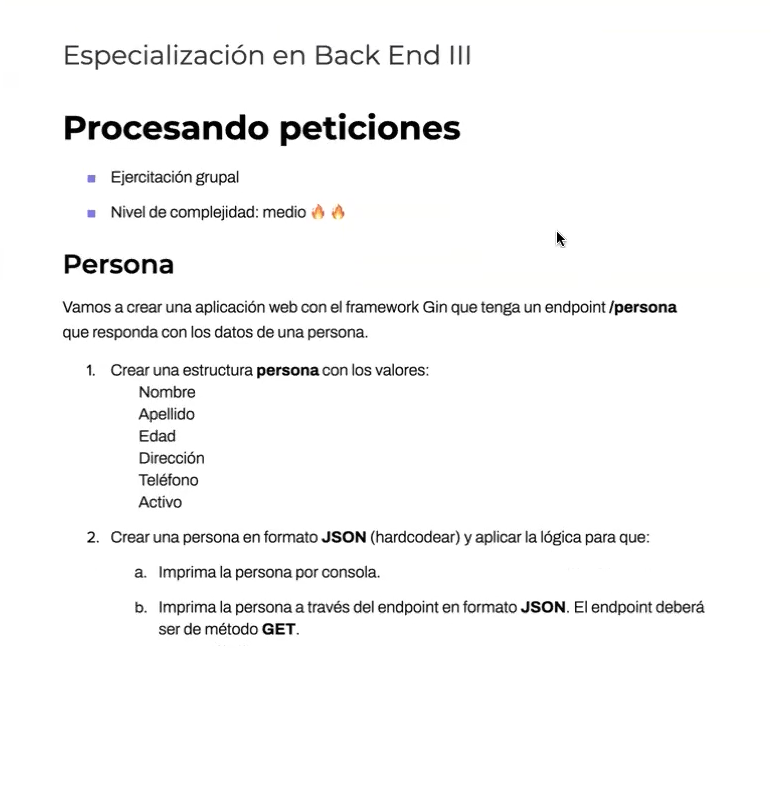 Especialización en Back End III
Procesando peticiones
Ejercitación grupal
Nivel de complejidad: medio 🔥 🔥
Persona
Vamos a crear una aplicación web con el framework Gin que tenga un endpoint /persona
que responda con los datos de una persona.
1. Crear una estructura persona con los valores:
Nombre
Apellido
Edad
Dirección
Teléfono
Activo
2. Crear una persona en formato JSON (hardcodear) y aplicar la lógica para que:
a. Imprima la persona por consola.
b. Imprima la persona a través del endpoint en formato JSON. El endpoint deberá
ser de método GET.